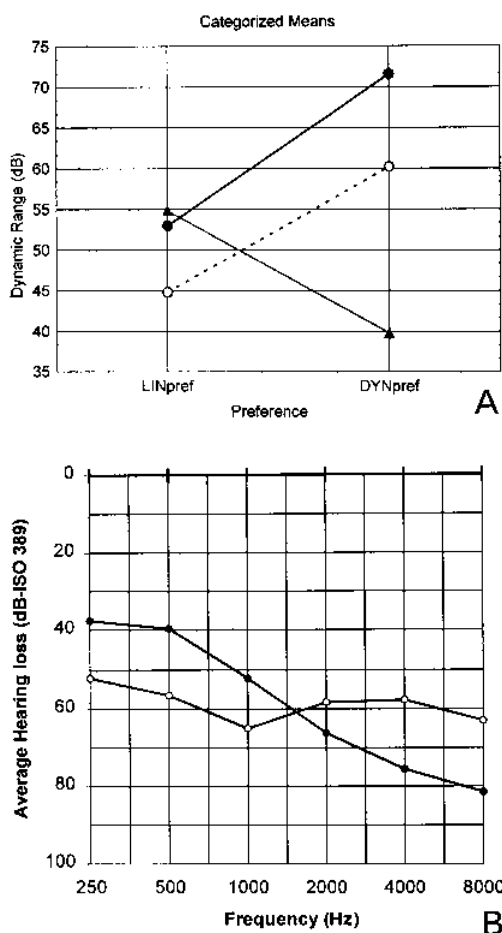 Categorized Means
75
70
65
60
55
50
45
40
35
Dynamic Range (dB)
LINpref DYNpref
Preference
A
0
20
40
60
80
100
Average Hearing loss (dB-ISO 389)
250 500 1000 2000 4000 8000
Frequency (Hz)
B